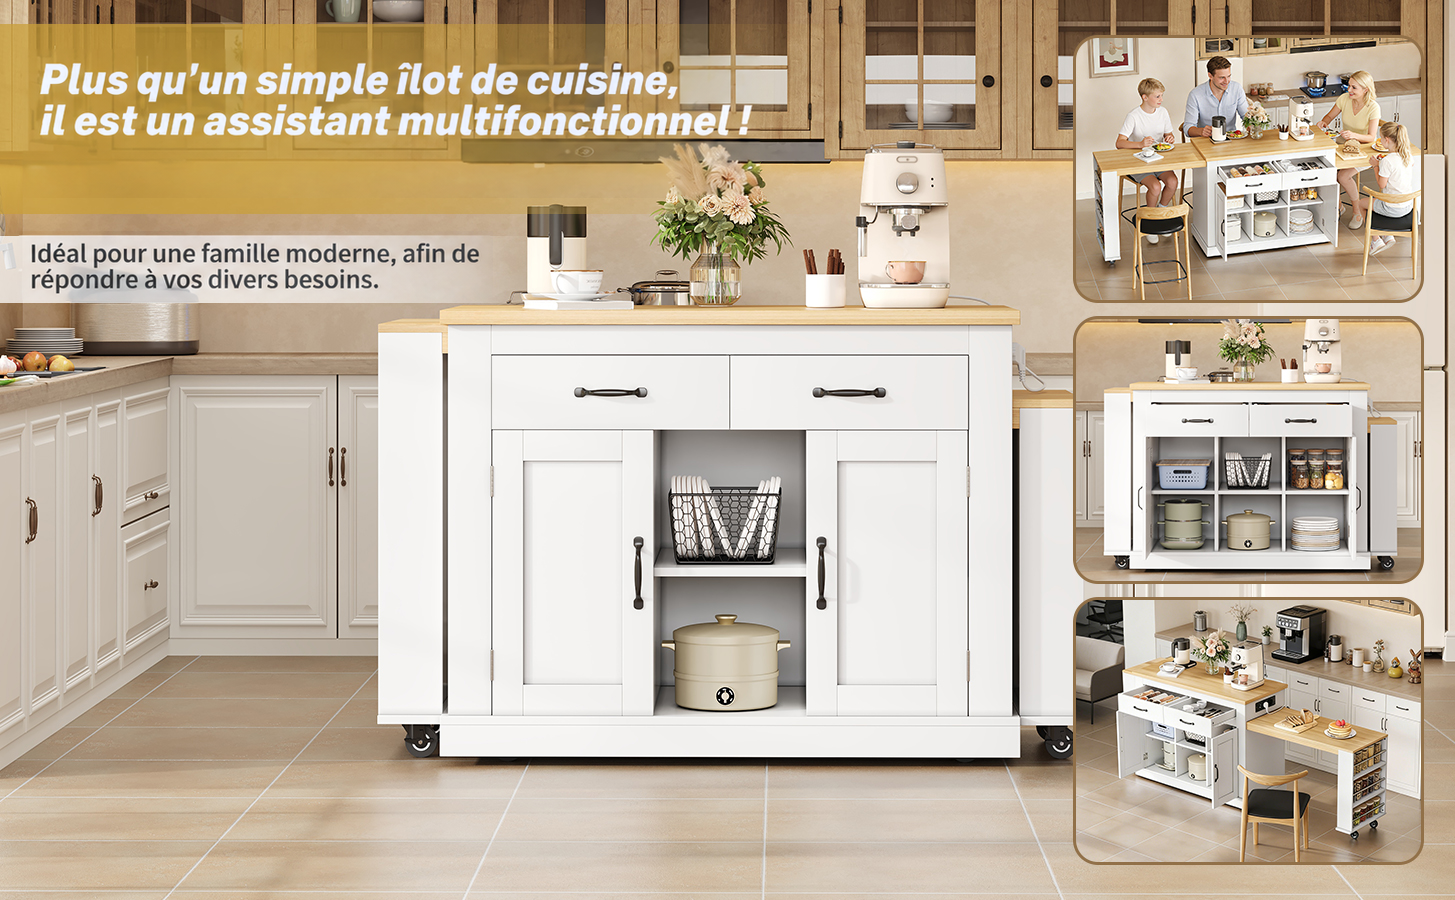 Plus qu'un simple îlot de cuisine,
il est un assistant multifonctionnel !
Idéal pour une famille moderne, afin de
répondre à vos divers besoins.